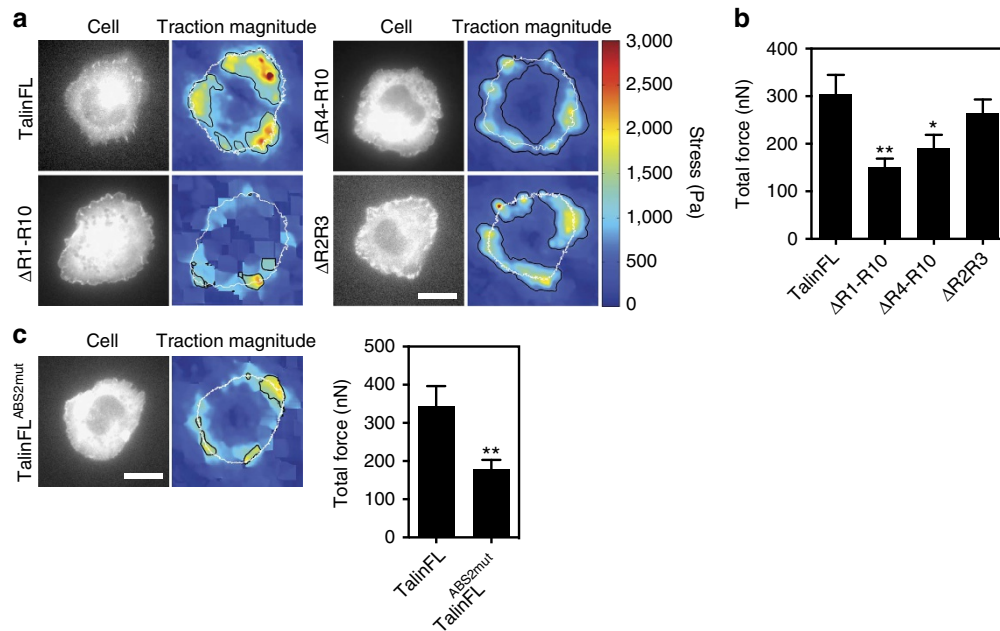 a
Cell Traction magnitude Cell Traction magnitude
TalinFL
ΔR4-R10
ΔR1-R10
ΔR2R3
3,000
2,500
2,000
1,500
1,000
500
0
Stress (Pa)
b
Total force (nN)
400
300
200
100
0
**
*
TalinFL
ΔR1-R10
ΔR4-R10
ΔR2R3
c
Cell Traction magnitude
TalinFL^ABS2mut
Total force (nN)
500
400
300
200
100
0
**
TalinFL
ABS2mut
TalinFL